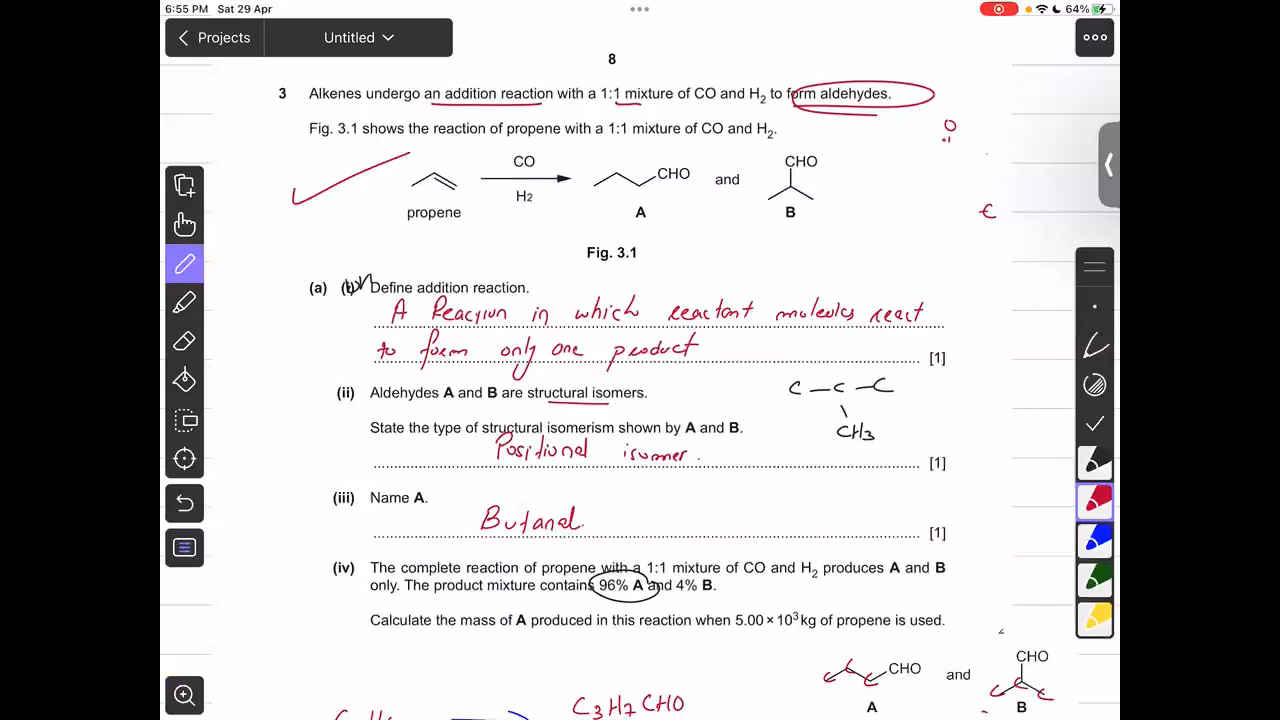 6:55 PM Sat 29 Apr
64%
Projects
Untitled
8
3 Alkenes undergo an addition reaction with a 1:1 mixture of CO and H2 to form aldehydes.
Fig. 3.1 shows the reaction of propene with a 1:1 mixture of CO and H2.
O
CO
H2
CHO
and
CHO
propene
A
B
€
Fig. 3.1
(a) (i) Define addition reaction.
A Reaction in which reactant molecules react
to form only one product
[1]
(ii) Aldehydes A and B are structural isomers.
C — C — C
CH3
State the type of structural isomerism shown by A and B.
Positional isomer.
[1]
(iii) Name A.
Butanal.
[1]
(iv) The complete reaction of propene with a 1:1 mixture of CO and H2 produces A and B
only. The product mixture contains 96% A and 4% B.
Calculate the mass of A produced in this reaction when 5.00 × 10³ kg of propene is used.
CHO
and
CHO
A
B
C3H7CHO